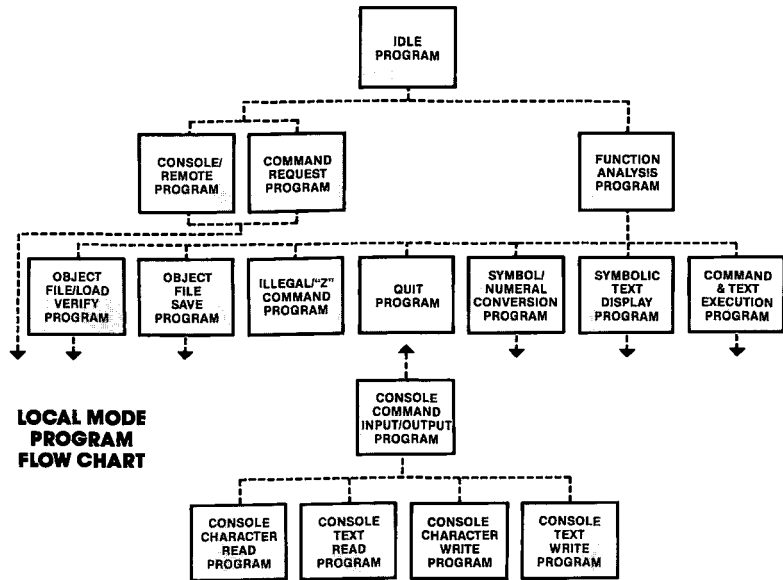 IDLE
PROGRAM
CONSOLE/
REMOTE
PROGRAM
COMMAND
REQUEST
PROGRAM
FUNCTION
ANALYSIS
PROGRAM
OBJECT
FILE/LOAD
VERIFY
PROGRAM
OBJECT
FILE
SAVE
PROGRAM
ILLEGAL/"Z"
COMMAND
PROGRAM
QUIT
PROGRAM
SYMBOL/
NUMERAL
CONVERSION
PROGRAM
SYMBOLIC
TEXT
DISPLAY
PROGRAM
COMMAND
& TEXT
EXECUTION
PROGRAM
CONSOLE
COMMAND
INPUT/OUTPUT
PROGRAM
LOCAL MODE
PROGRAM
FLOW CHART
CONSOLE
CHARACTER
READ
PROGRAM
CONSOLE
TEXT
READ
PROGRAM
CONSOLE
CHARACTER
WRITE
PROGRAM
CONSOLE
TEXT
WRITE
PROGRAM